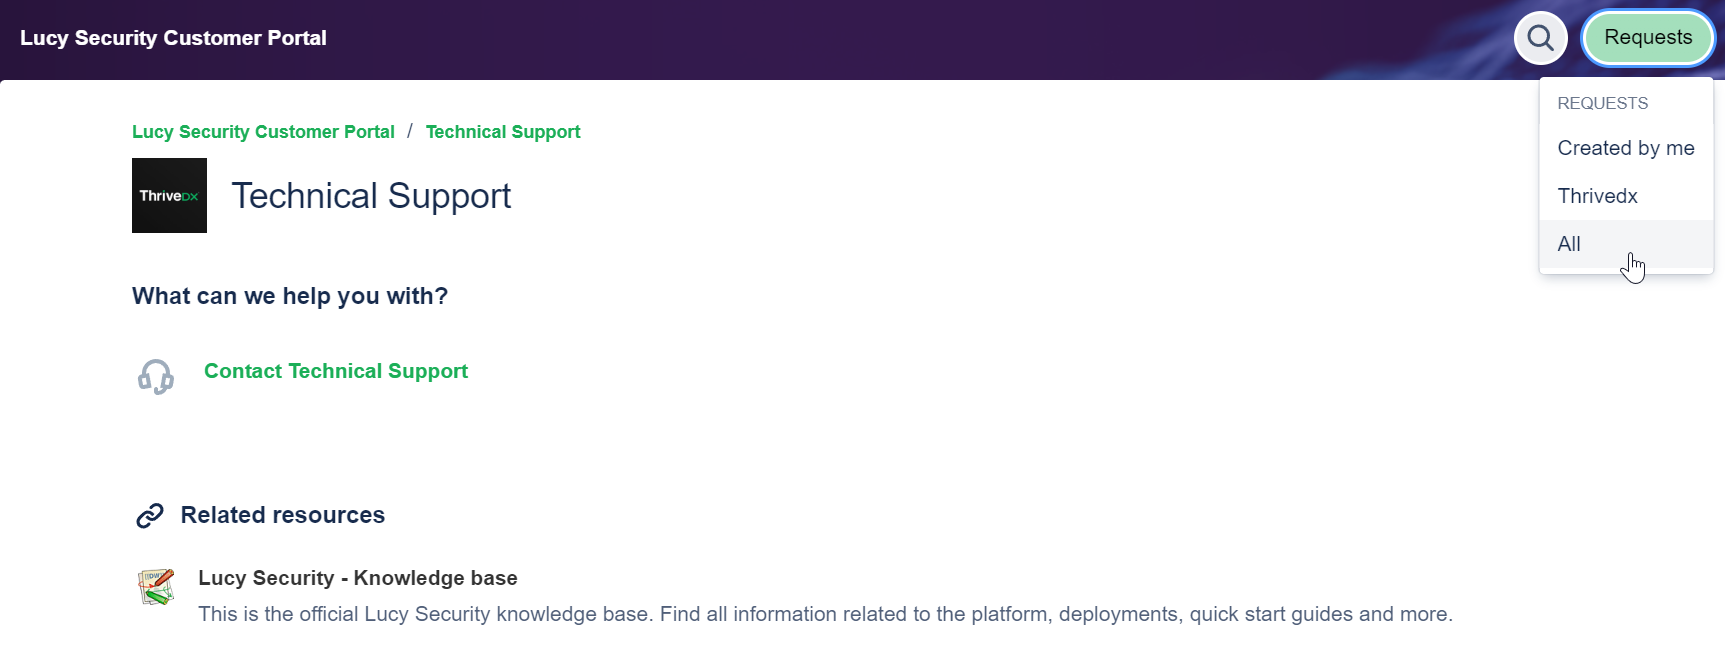 Lucy Security Customer Portal
Requests
REQUESTS
Created by me
Thrivedx
All
Lucy Security Customer Portal / Technical Support
ThriveDX
Technical Support
What can we help you with?
Contact Technical Support
Related resources
Lucy Security - Knowledge base
This is the official Lucy Security knowledge base. Find all information related to the platform, deployments, quick start guides and more.